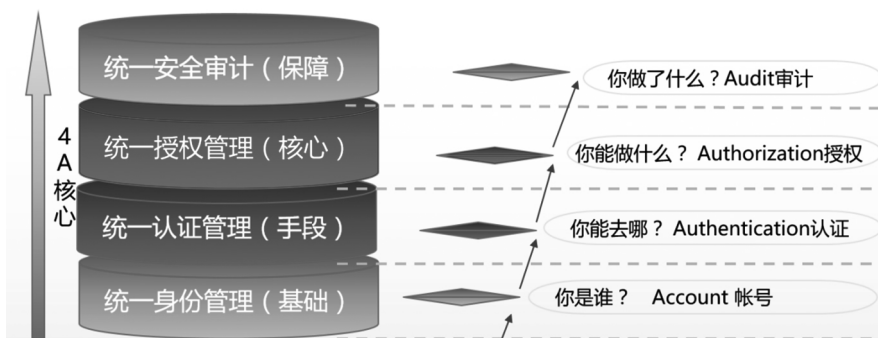 统一安全审计（保障）
你做了什么？Audit审计
统一授权管理（核心）
你能做什么？ Authorization授权
4A核心
统一认证管理（手段）
你能去哪？ Authentication认证
统一身份管理（基础）
你是谁？ Account 帐号